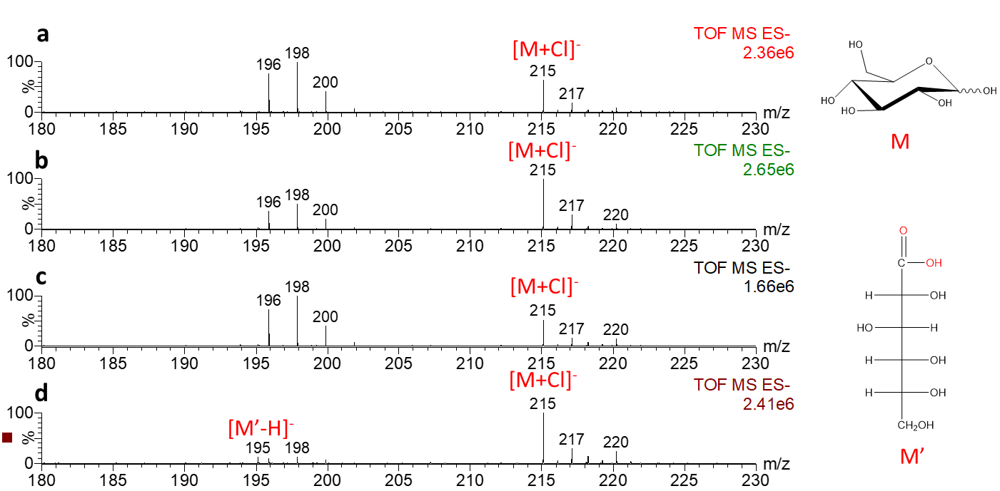 a
TOF MS ES-
2.36e6
[M+Cl]-
100
%
0
196
198
200
215
217
180 185 190 195 200 205 210 215 220 225 230
m/z
b
TOF MS ES-
2.65e6
[M+Cl]-
100
%
0
196
198
200
215
217
220
180 185 190 195 200 205 210 215 220 225 230
m/z
c
TOF MS ES-
1.66e6
[M+Cl]-
100
%
0
196
198
200
215
217
220
180 185 190 195 200 205 210 215 220 225 230
m/z
d
TOF MS ES-
2.41e6
[M+Cl]-
[M’-H]-
100
%
0
195
198
215
217
220
180 185 190 195 200 205 210 215 220 225 230
m/z
HO
O
HO
HO
OH
OH
M
O
C
OH
H
OH
HO
H
H
OH
H
OH
CH₂OH
M’